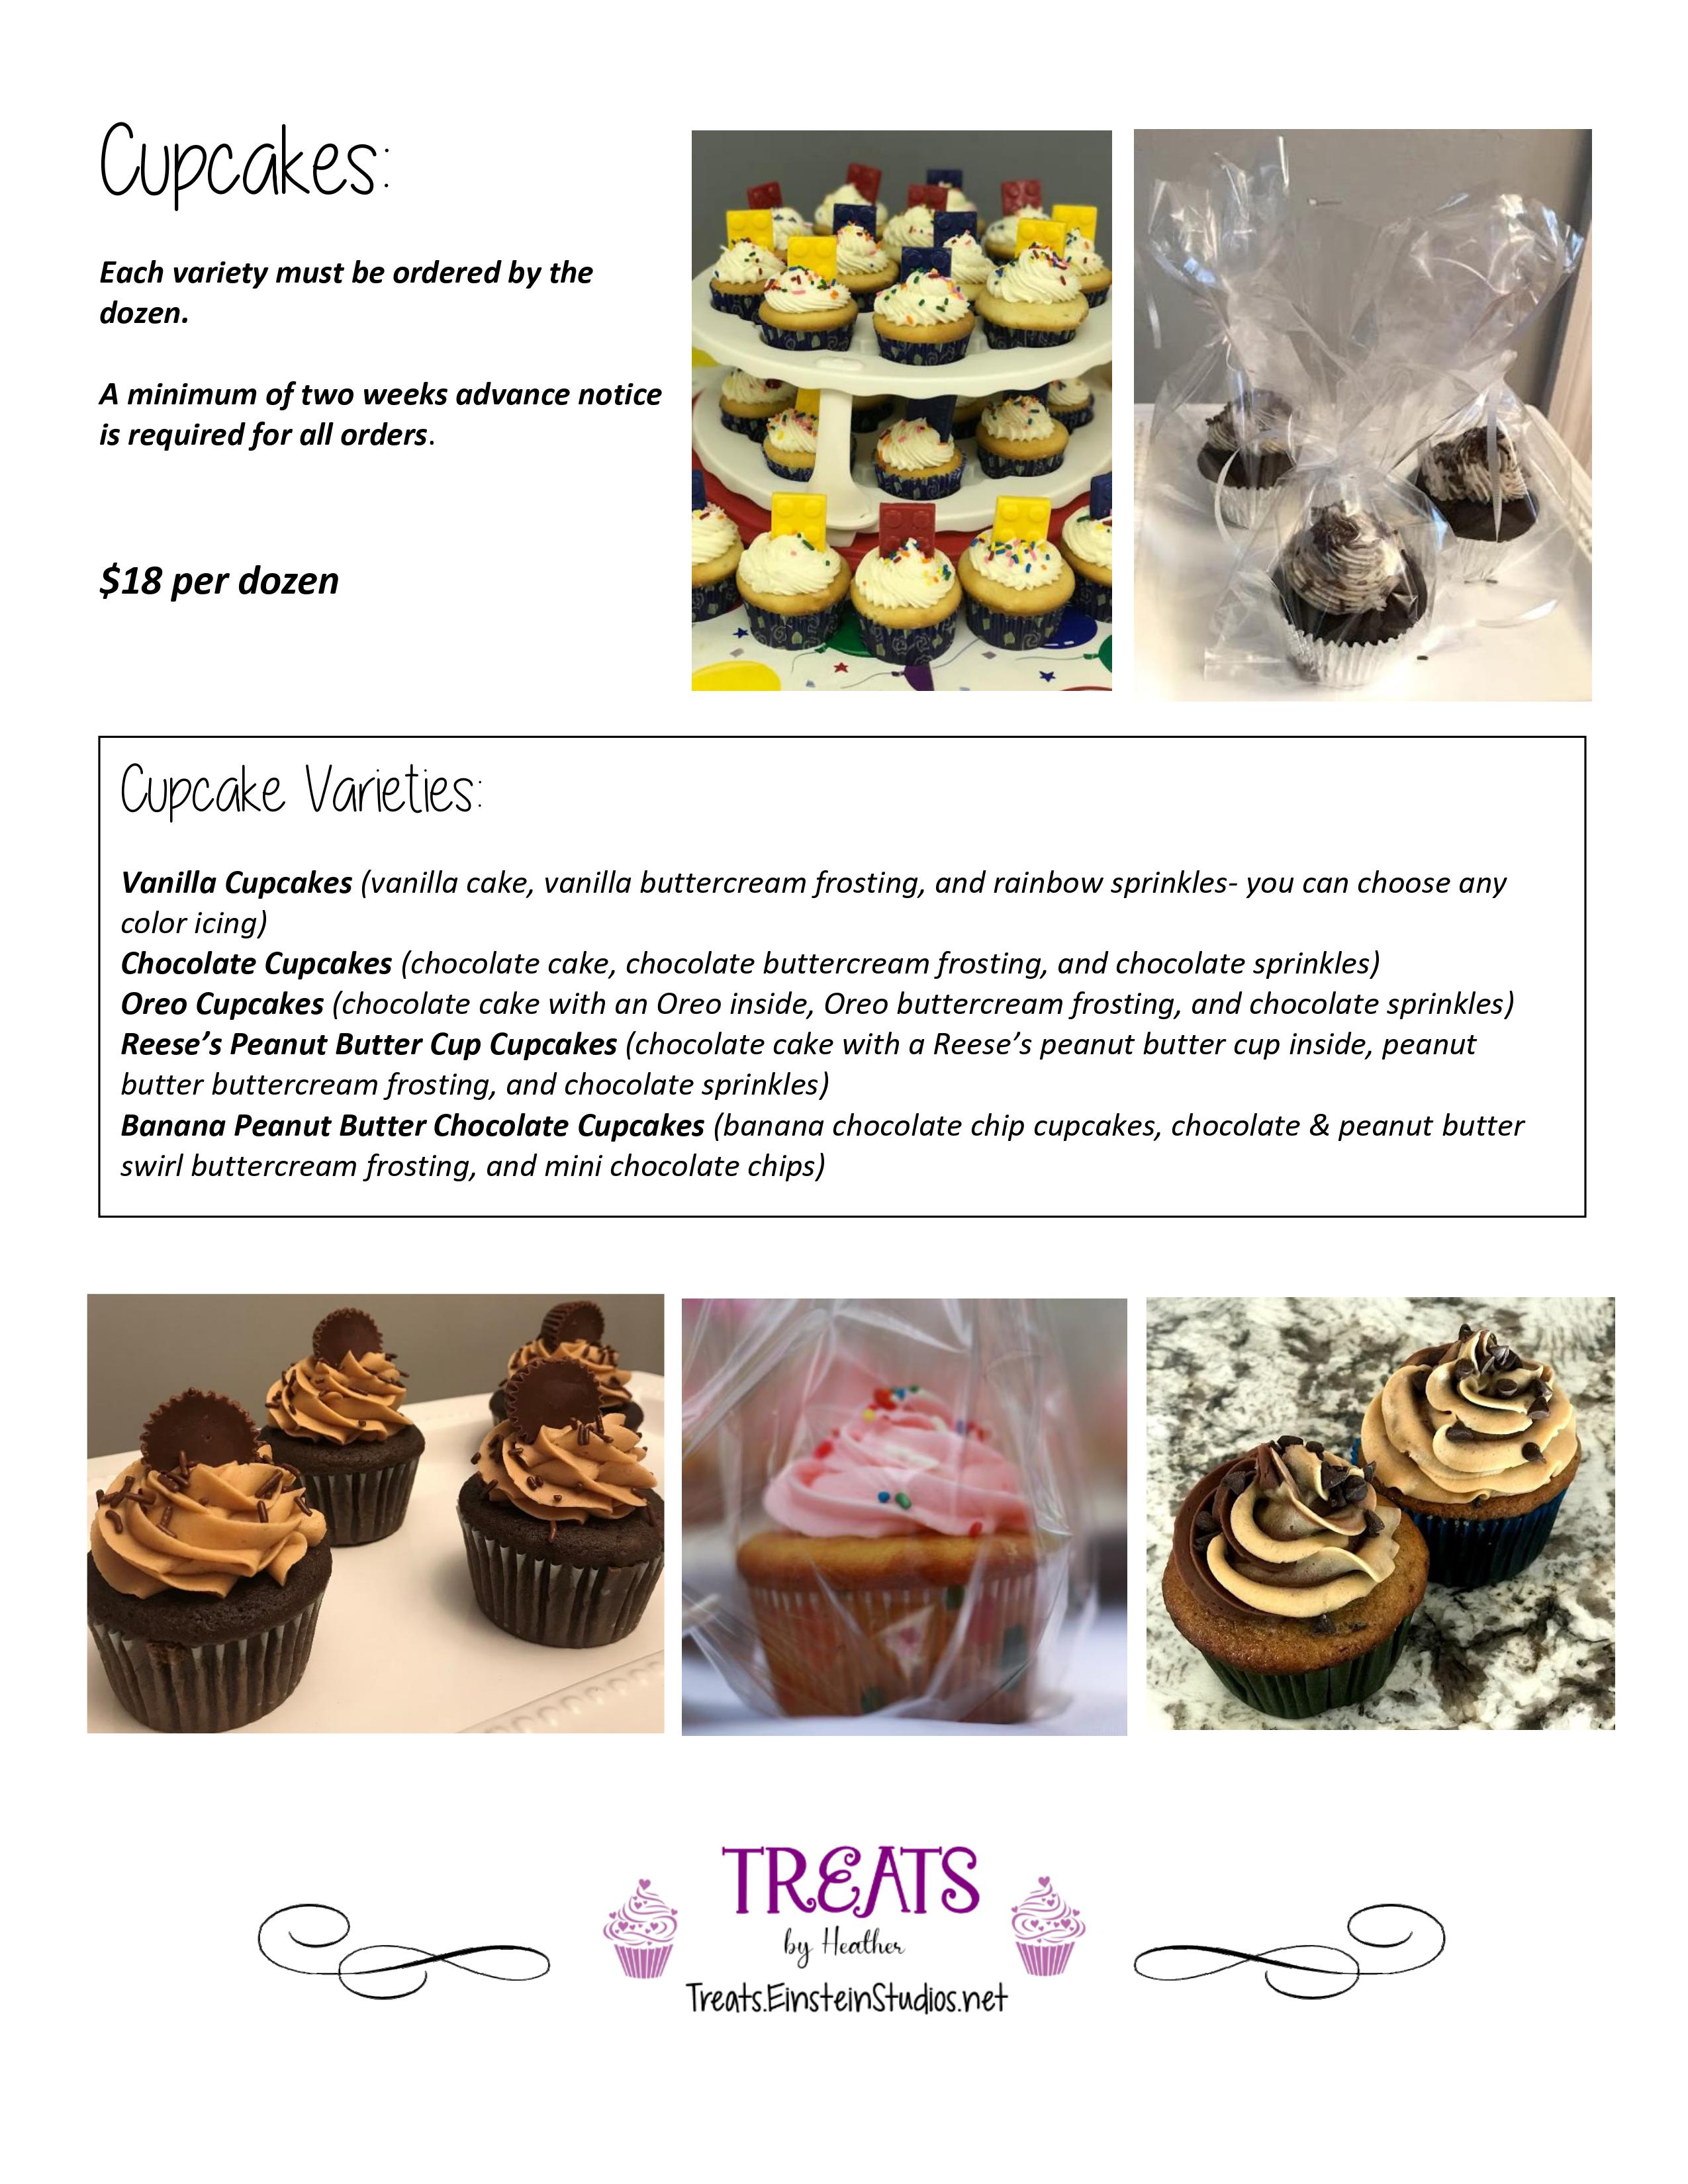 Cupcakes:
Each variety must be ordered by the
dozen.
A minimum of two weeks advance notice
is required for all orders.
$18 per dozen
Cupcake Varieties:
Vanilla Cupcakes (vanilla cake, vanilla buttercream frosting, and rainbow sprinkles- you can choose any
color icing)
Chocolate Cupcakes (chocolate cake, chocolate buttercream frosting, and chocolate sprinkles)
Oreo Cupcakes (chocolate cake with an Oreo inside, Oreo buttercream frosting, and chocolate sprinkles)
Reese’s Peanut Butter Cup Cupcakes (chocolate cake with a Reese’s peanut butter cup inside, peanut
butter buttercream frosting, and chocolate sprinkles)
Banana Peanut Butter Chocolate Cupcakes (banana chocolate chip cupcakes, chocolate & peanut butter
swirl buttercream frosting, and mini chocolate chips)
TREATS
by Heather
Treats.EinsteinStudios.net